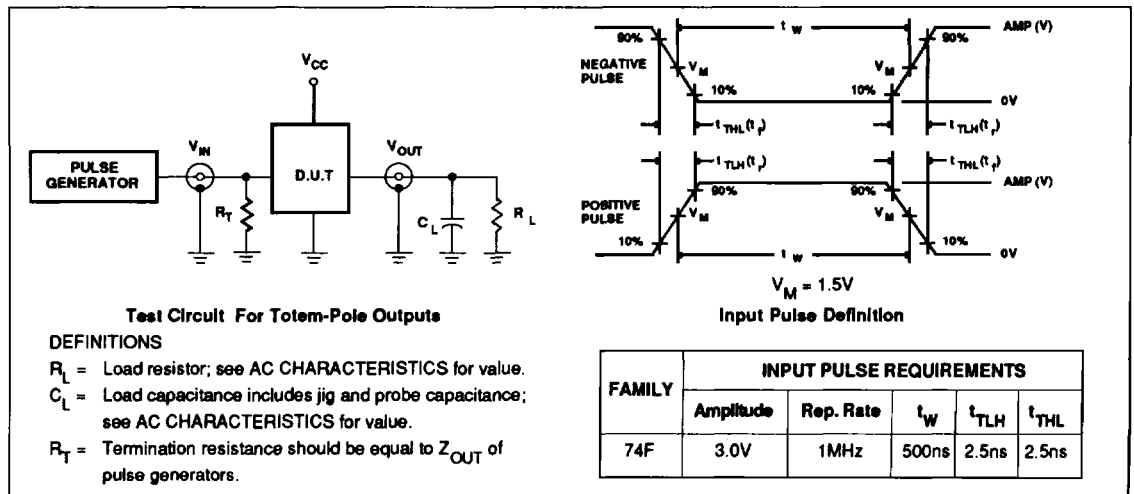 V_CC
V_IN
V_OUT
PULSE
GENERATOR
D.U.T
R_T
C_L
R_L
Test Circuit For Totem-Pole Outputs
DEFINITIONS
R_L = Load resistor; see AC CHARACTERISTICS for value.
C_L = Load capacitance includes jig and probe capacitance;
see AC CHARACTERISTICS for value.
R_T = Termination resistance should be equal to Z_OUT of
pulse generators.
t_W
AMP (V)
90%
90%
NEGATIVE
PULSE
V_M
V_M
10%
10%
0V
t_THL(t_f)
t_TLH(t_r)
t_TLH(t_r)
t_THL(t_f)
AMP (V)
90%
90%
POSITIVE
PULSE
V_M
V_M
10%
10%
t_W
0V
V_M = 1.5V
Input Pulse Definition
FAMILY
INPUT PULSE REQUIREMENTS
Amplitude Rep. Rate t_W t_TLH t_THL
74F 3.0V 1MHz 500ns 2.5ns 2.5ns